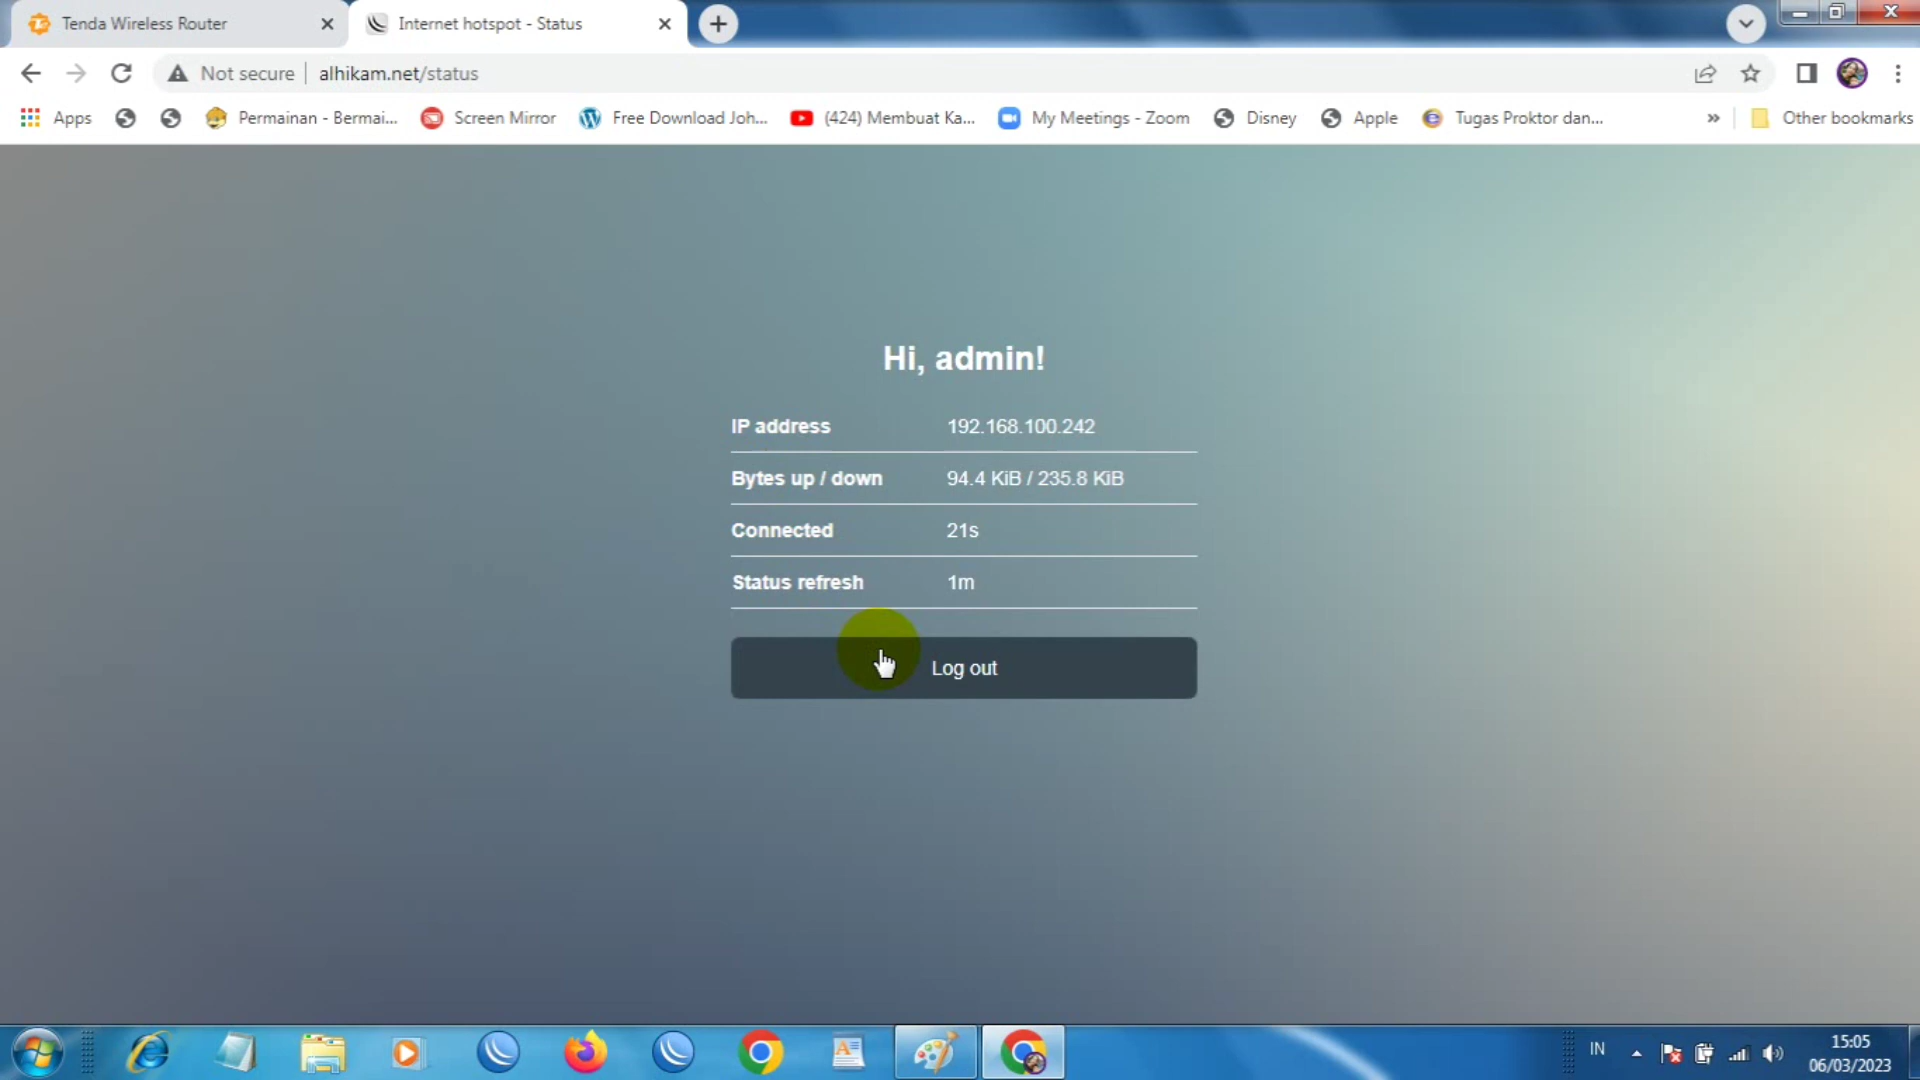 Tenda Wireless Router
Internet hotspot - Status
Not secure
alhikam.net/status
Apps
Permainan - Bermai...
Screen Mirror
Free Download Joh...
(424) Membuat Ka...
My Meetings - Zoom
Disney
Apple
Tugas Proktor dan...
»
Other bookmarks
Hi, admin!
IP address 192.168.100.242
Bytes up / down 94.4 KiB / 235.8 KiB
Connected 21s
Status refresh 1m
Log out
IN
15:05
06/03/2023